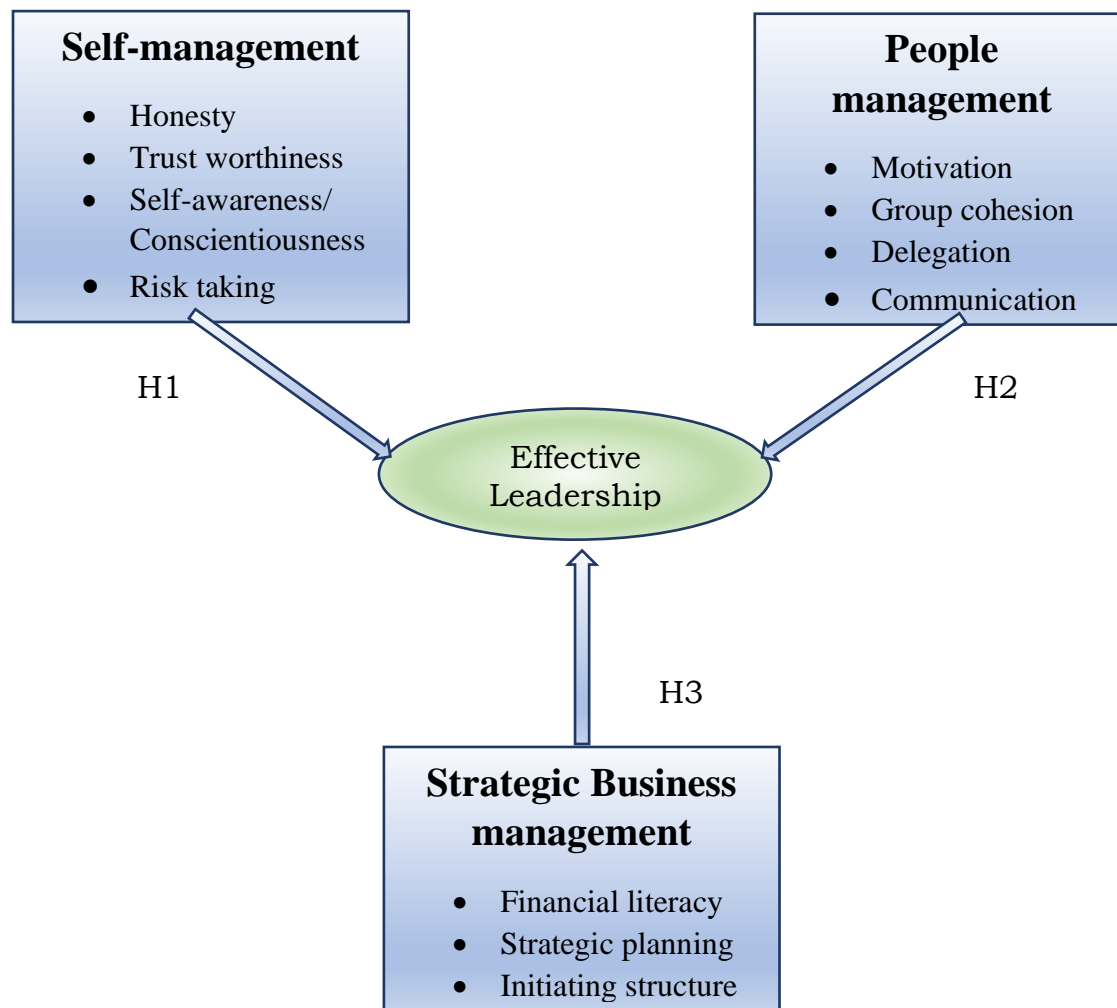 Self-management
• Honesty
• Trust worthiness
• Self-awareness/
Conscientiousness
• Risk taking
People
management
• Motivation
• Group cohesion
• Delegation
• Communication
H1
H2
Effective
Leadership
H3
Strategic Business
management
• Financial literacy
• Strategic planning
• Initiating structure